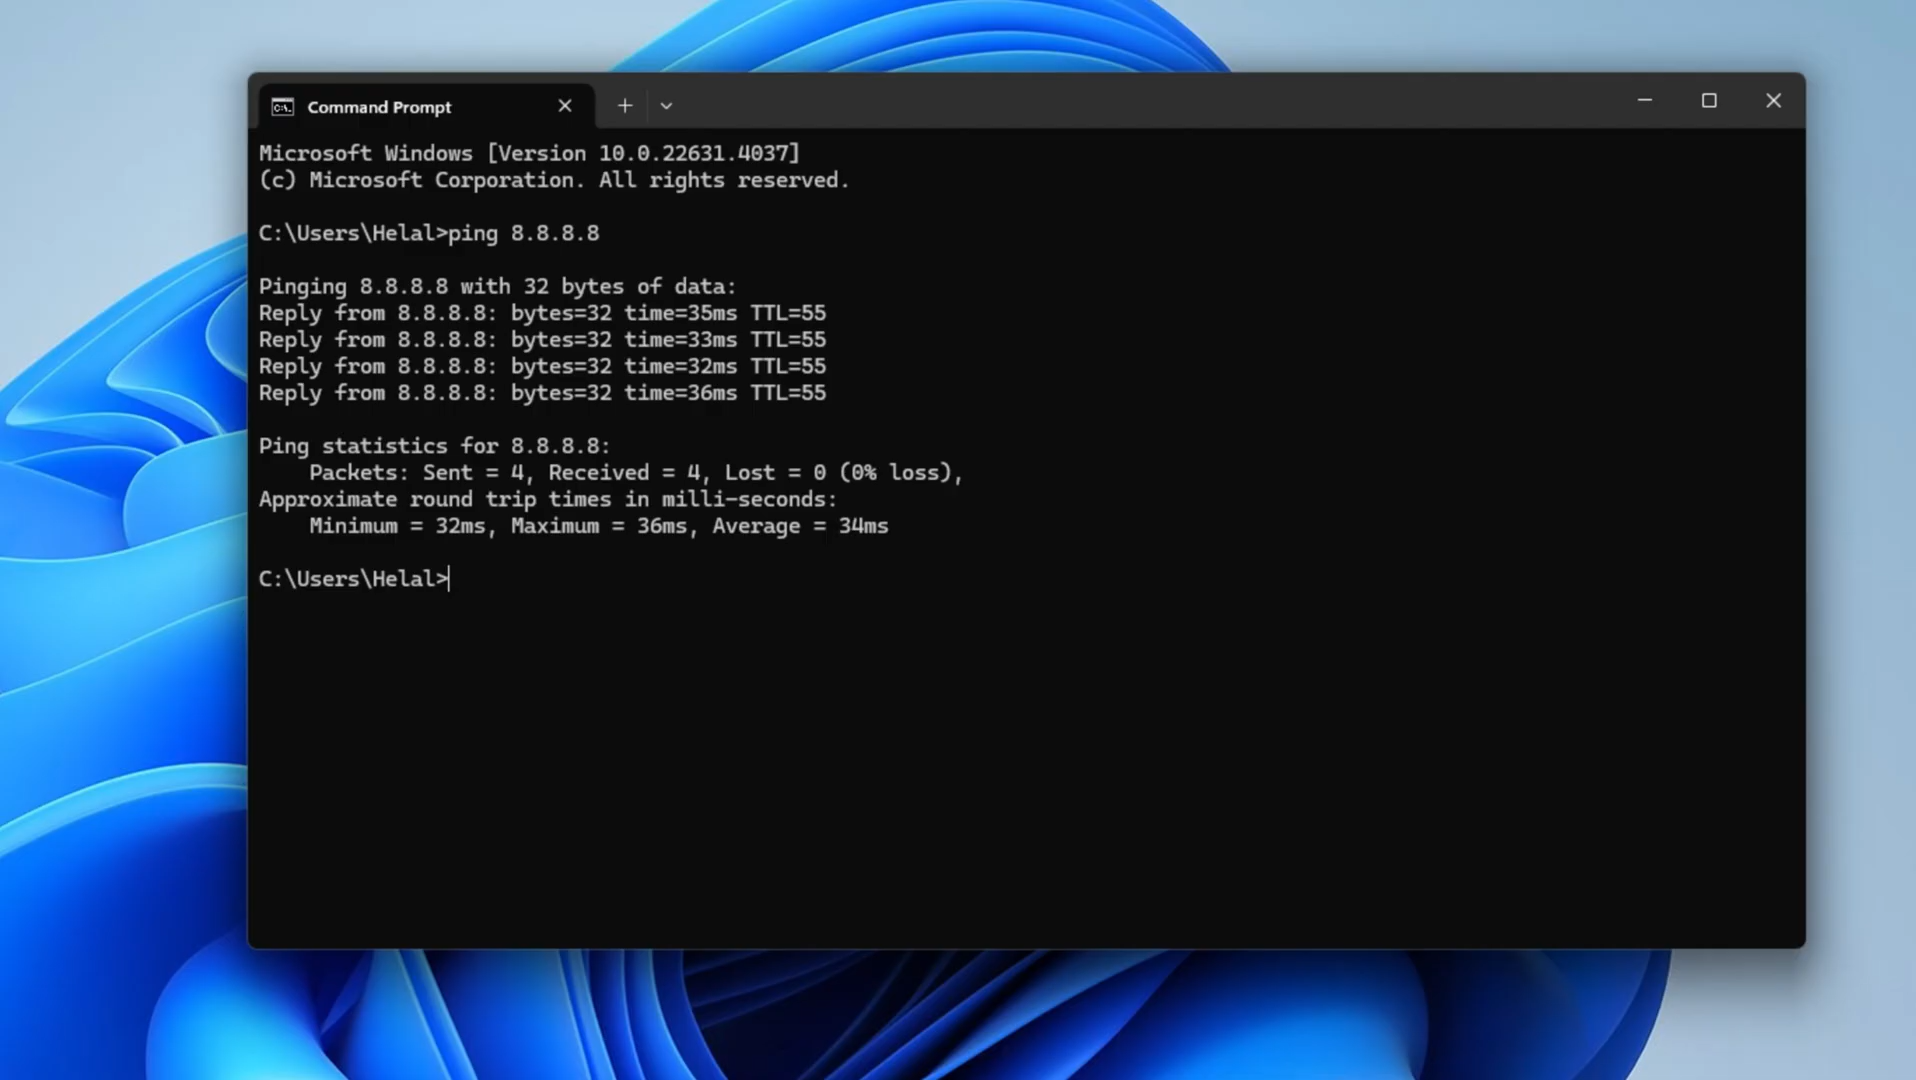 Command Prompt
Microsoft Windows [Version 10.0.22631.4037]
(c) Microsoft Corporation. All rights reserved.
C:\Users\Helal>ping 8.8.8.8
Pinging 8.8.8.8 with 32 bytes of data:
Reply from 8.8.8.8: bytes=32 time=35ms TTL=55
Reply from 8.8.8.8: bytes=32 time=33ms TTL=55
Reply from 8.8.8.8: bytes=32 time=32ms TTL=55
Reply from 8.8.8.8: bytes=32 time=36ms TTL=55
Ping statistics for 8.8.8.8:
    Packets: Sent = 4, Received = 4, Lost = 0 (0% loss),
Approximate round trip times in milli-seconds:
    Minimum = 32ms, Maximum = 36ms, Average = 34ms
C:\Users\Helal>